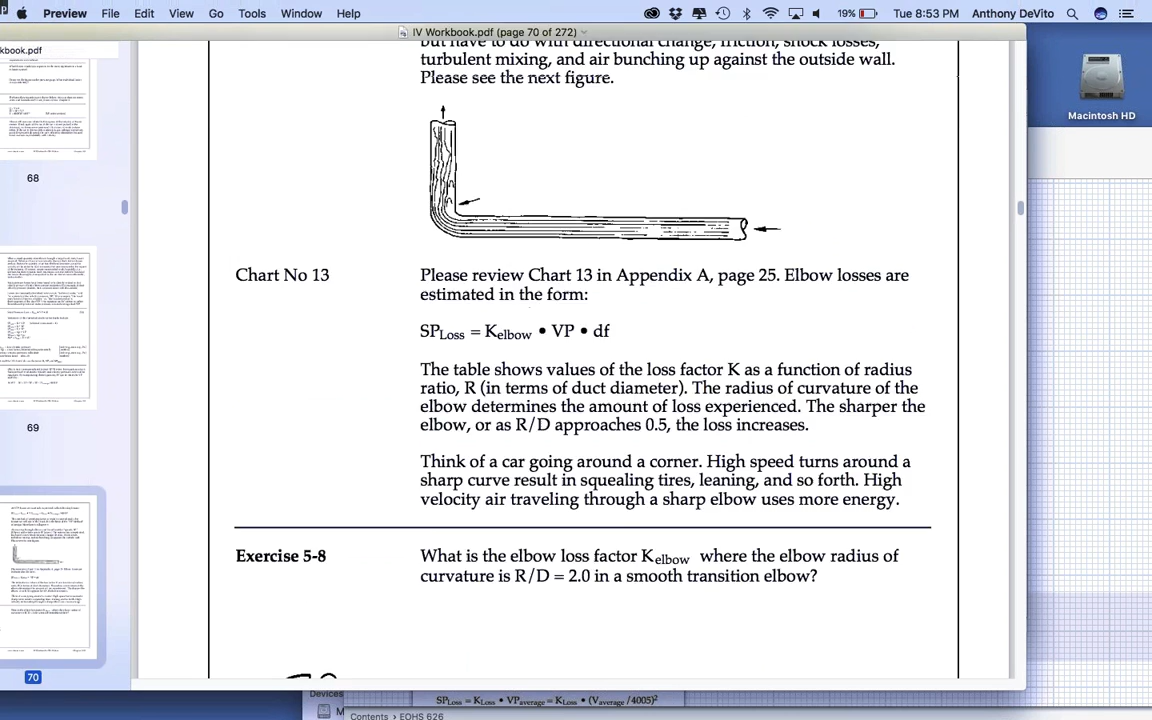 Preview File Edit View Go Tools Window Help 19% Tue 8:53 PM Anthony DeVito
kbook.pdf
IV Workbook.pdf (page 70 of 272)
but have to do with directional change, friction, shock losses,
turbulent mixing, and air bunching up against the outside wall.
Please see the next figure.
Macintosh HD
68
Chart No 13
Please review Chart 13 in Appendix A, page 25. Elbow losses are
estimated in the form:
SPLoss = Kelbow • VP • df
The table shows values of the loss factor K as a function of radius
ratio, R (in terms of duct diameter). The radius of curvature of the
elbow determines the amount of loss experienced. The sharper the
elbow, or as R/D approaches 0.5, the loss increases.
69
Think of a car going around a corner. High speed turns around a
sharp curve result in squealing tires, leaning, and so forth. High
velocity air traveling through a sharp elbow uses more energy.
Exercise 5-8
What is the elbow loss factor Kelbow where the elbow radius of
curvature is R/D = 2.0 in a smooth transition elbow?
70
Devices
SPLoss = KLoss • VPaverage = KLoss • (Vaverage /4005)²
M
Contents › EOHS 626